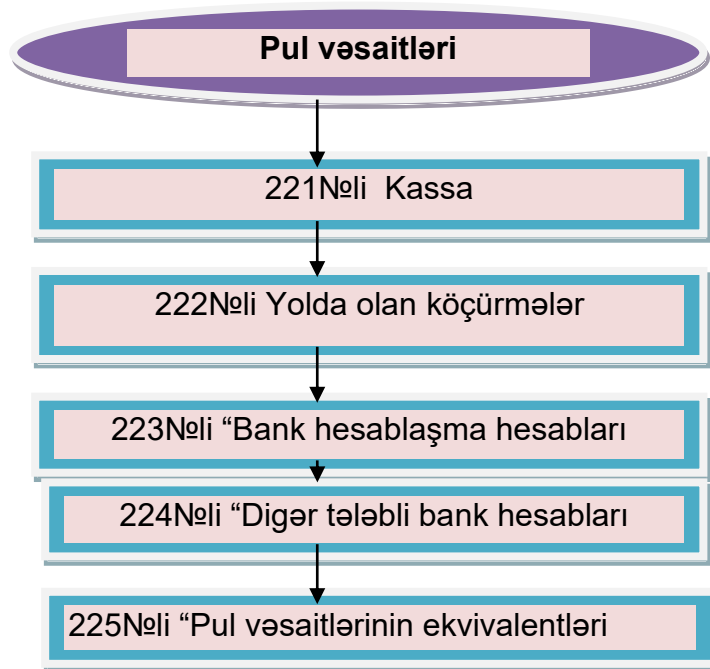 Pul vəsaitləri
221№li Kassa
222№li Yolda olan köçürmələr
223№li “Bank hesablaşma hesabları
224№li “Digər tələbli bank hesabları
225№li “Pul vəsaitlərinin ekvivalentləri